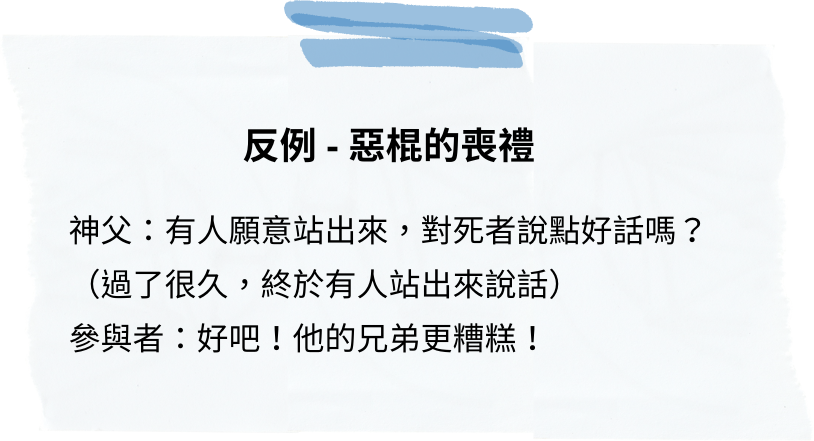 反例 - 惡棍的喪禮
神父：有人願意站出來，對死者說點好話嗎？
（過了很久，終於有人站出來說話）
參與者：好吧！他的兄弟更糟糕！